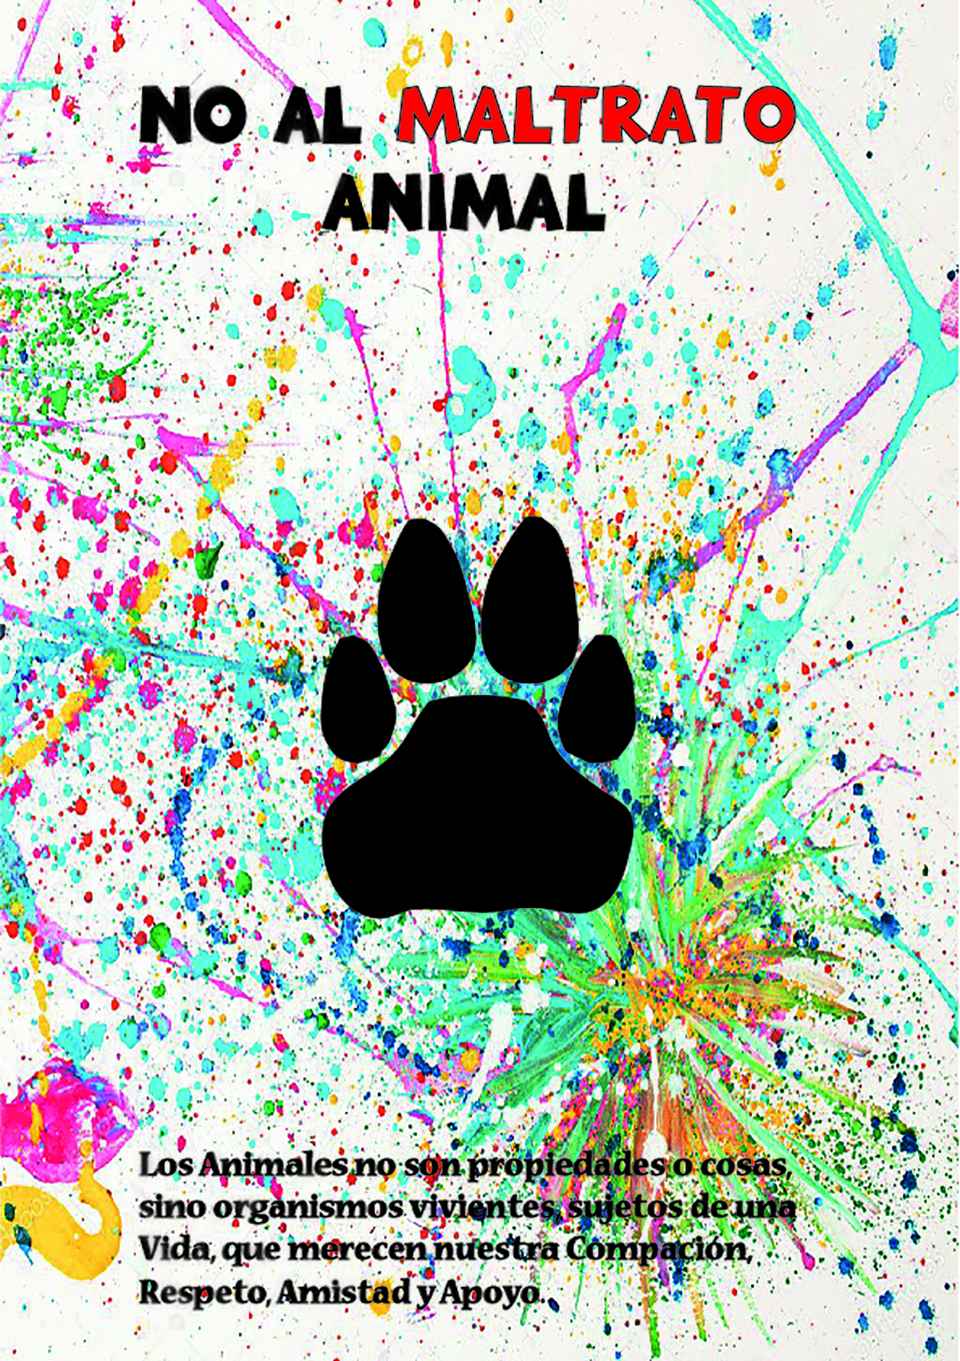 NO AL MALTRATO
ANIMAL
Los Animales no son propiedades o cosas,
sino organismos vivientes, sujetos de una
Vida, que merecen nuestra Compación,
Respeto, Amistad y Apoyo.